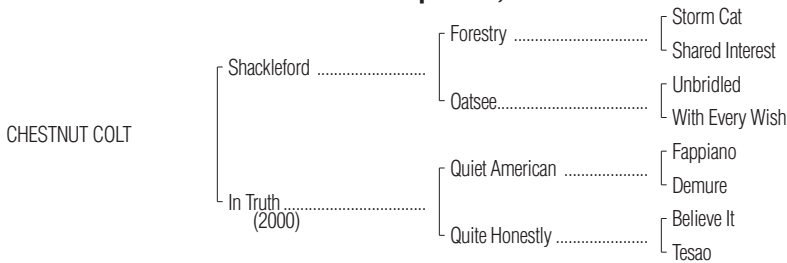 Storm Cat
Forestry ........................
Shared Interest
Shackleford .........................
Unbridled
Oatsee...................................
With Every Wish
CHESTNUT COLT
Fappiano
Quiet American ...................
Demure
In Truth .................................
(2000)
Believe It
Quite Honestly .....................
Tesao